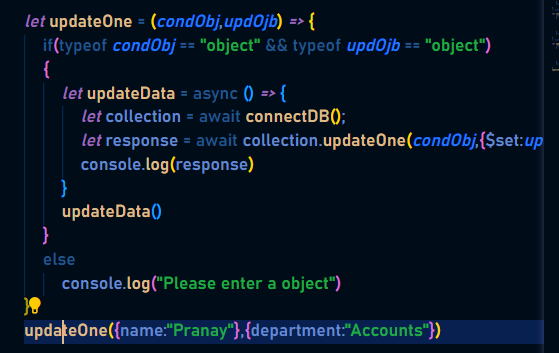 let updateOne = (condObj,updOjb) => {
if(typeof condObj == "object" && typeof updOjb == "object")
{
let updateData = async () => {
let collection = await connectDB();
let response = await collection.updateOne(condObj,{$set:up
console.log(response)
}
updateData()
}
else
console.log("Please enter a object")
}
updateOne({name:"Pranay"},{department:"Accounts"})